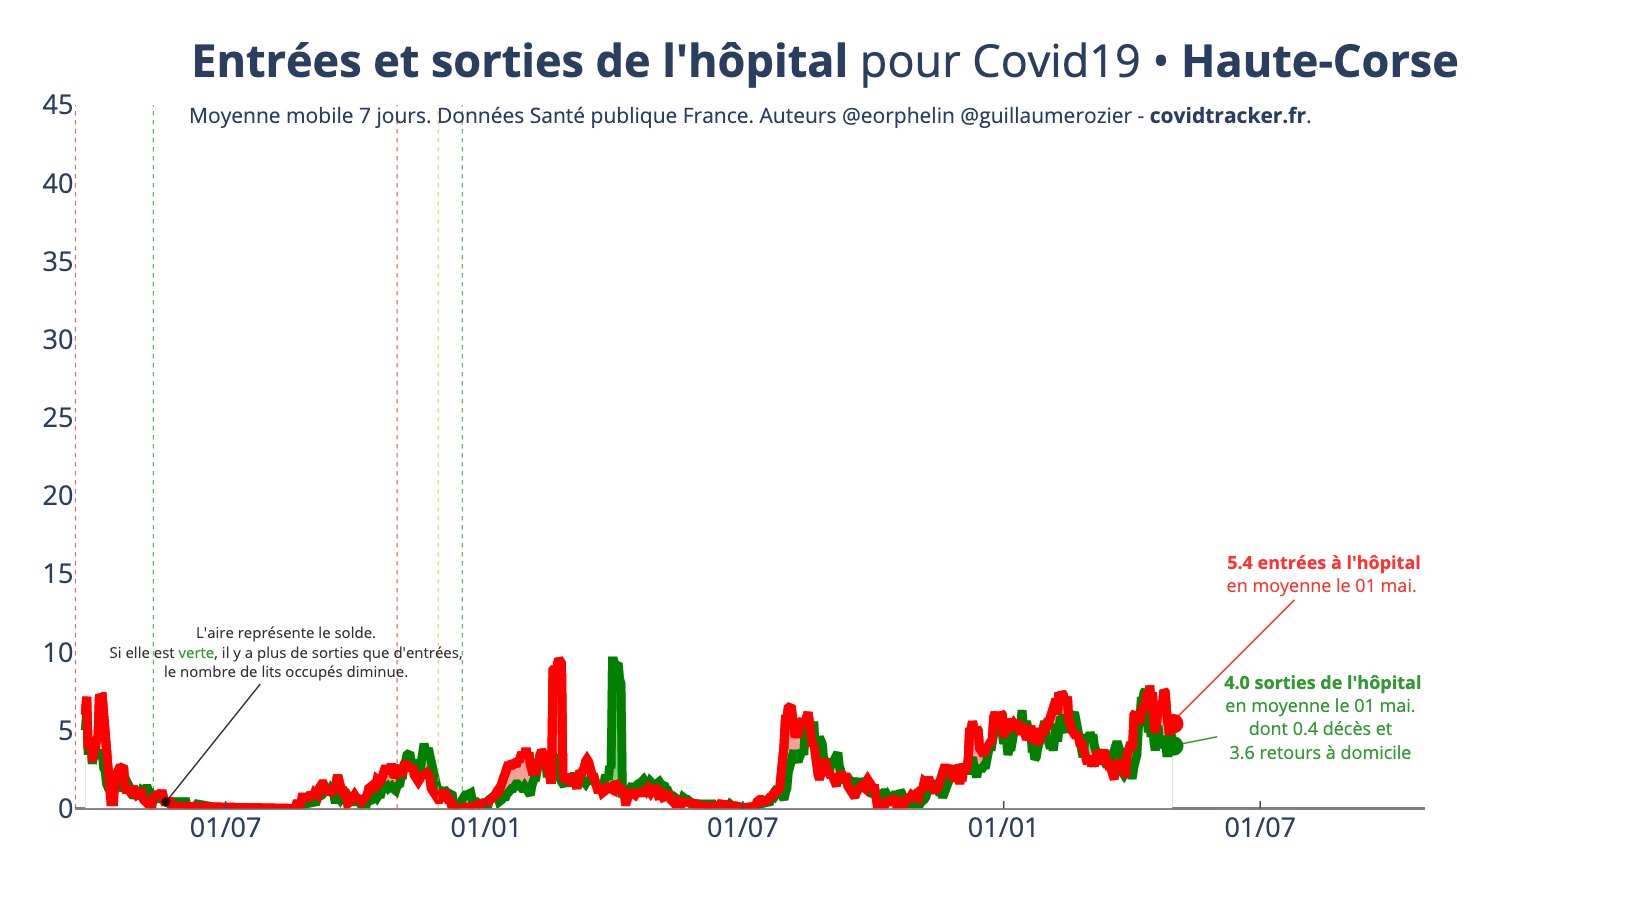 Entrées et sorties de l'hôpital pour Covid19 • Haute-Corse
Moyenne mobile 7 jours. Données Santé publique France. Auteurs @eorphelin @guillaumerozier - covidtracker.fr.
45
40
35
30
25
20
15
10
5
0
L'aire représente le solde.
Si elle est verte, il y a plus de sorties que d'entrées,
le nombre de lits occupés diminue.
5.4 entrées à l'hôpital
en moyenne le 01 mai.
4.0 sorties de l'hôpital
en moyenne le 01 mai.
dont 0.4 décès et
3.6 retours à domicile
01/07
01/01
01/07
01/01
01/07